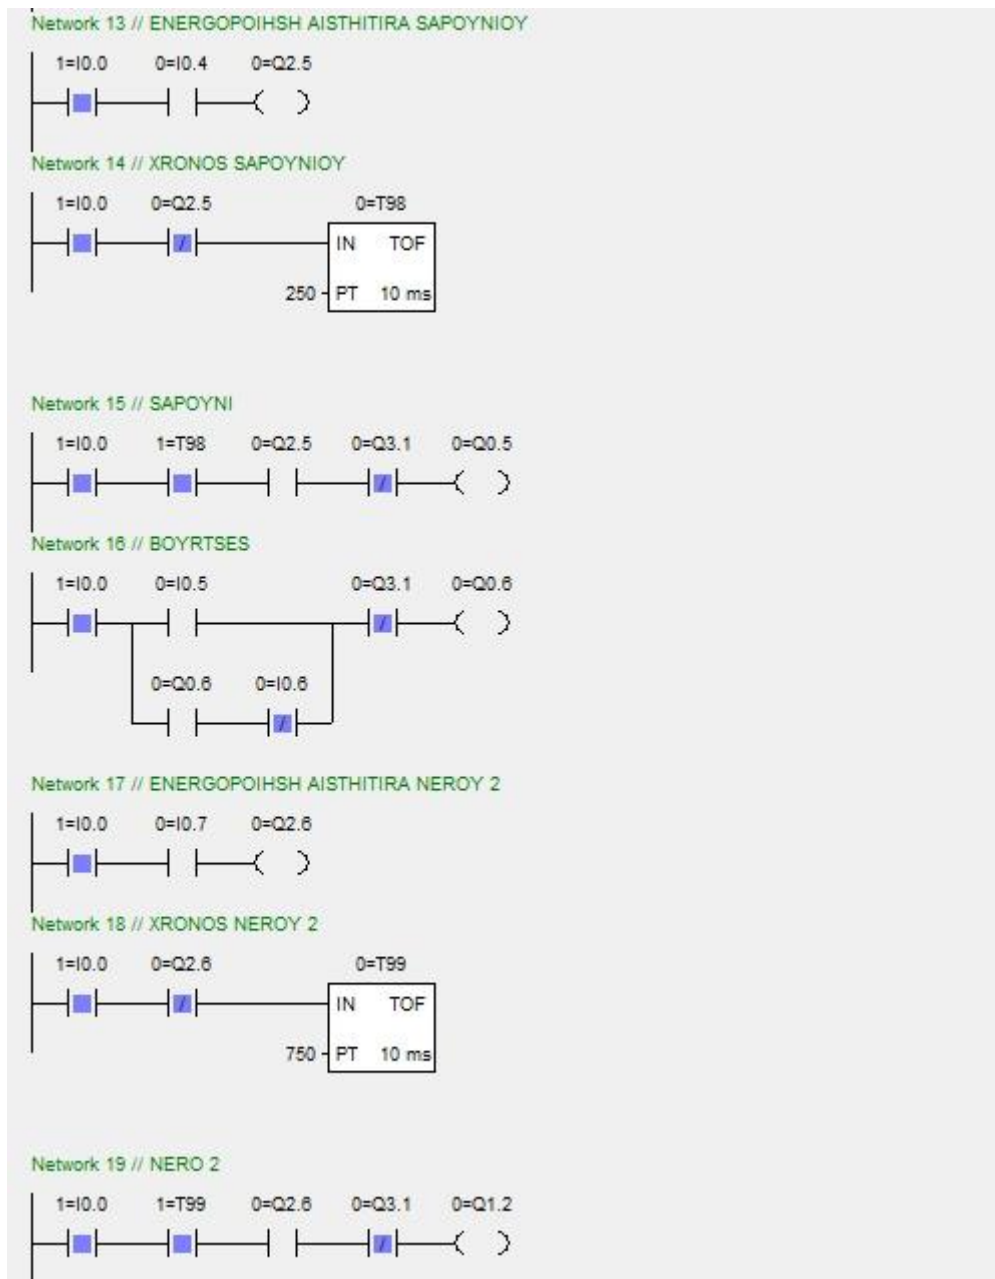 Network 13 // ENERGOPOIHSH AISTHITIRA SAPOYNIOY
1=I0.0 0=I0.4 0=Q2.5
Network 14 // XRONOS SAPOYNIOY
1=I0.0 0=Q2.5 0=T98
IN TOF
250 PT 10 ms
Network 15 // SAPOYNI
1=I0.0 1=T98 0=Q2.5 0=Q3.1 0=Q0.5
Network 16 // BOYRTSES
1=I0.0 0=I0.5 0=Q3.1 0=Q0.6
0=Q0.6 0=I0.6
Network 17 // ENERGOPOIHSH AISTHITIRA NEROY 2
1=I0.0 0=I0.7 0=Q2.6
Network 18 // XRONOS NEROY 2
1=I0.0 0=Q2.6 0=T99
IN TOF
750 PT 10 ms
Network 19 // NERO 2
1=I0.0 1=T99 0=Q2.6 0=Q3.1 0=Q1.2